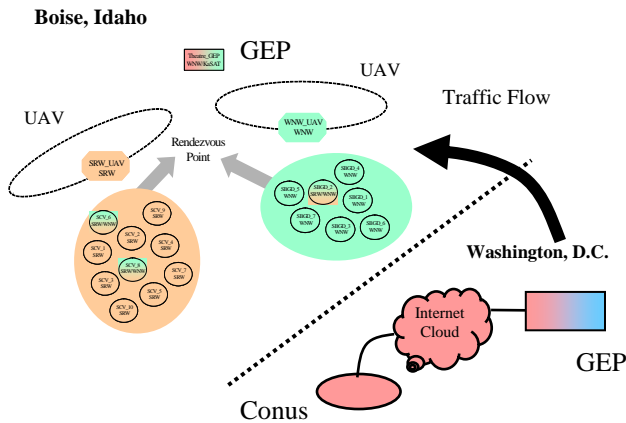 Boise, Idaho
GEP
Theatre_GEP
WNW/KaSAT
UAV
UAV
Traffic Flow
WNW_UAV
WNW
Rendezvous
Point
SRW_UAV
SRW
SBGD_4
WNW
SBGD_5
WNW
SBGD_2
SRW/WNW
SBGD_1
WNW
SBGD_7
WNW
SBGD_3
WNW
SBGD_6
WNW
SCV_9
SRW
SCV_6
SRW/WNW
SCV_2
SRW
SCV_4
SRW
SCV_1
SRW
SCV_8
SRW/WNW
SCV_7
SRW
SCV_3
SRW
SCV_5
SRW
SCV_10
SRW
Washington, D.C.
Internet
Cloud
GEP
Conus